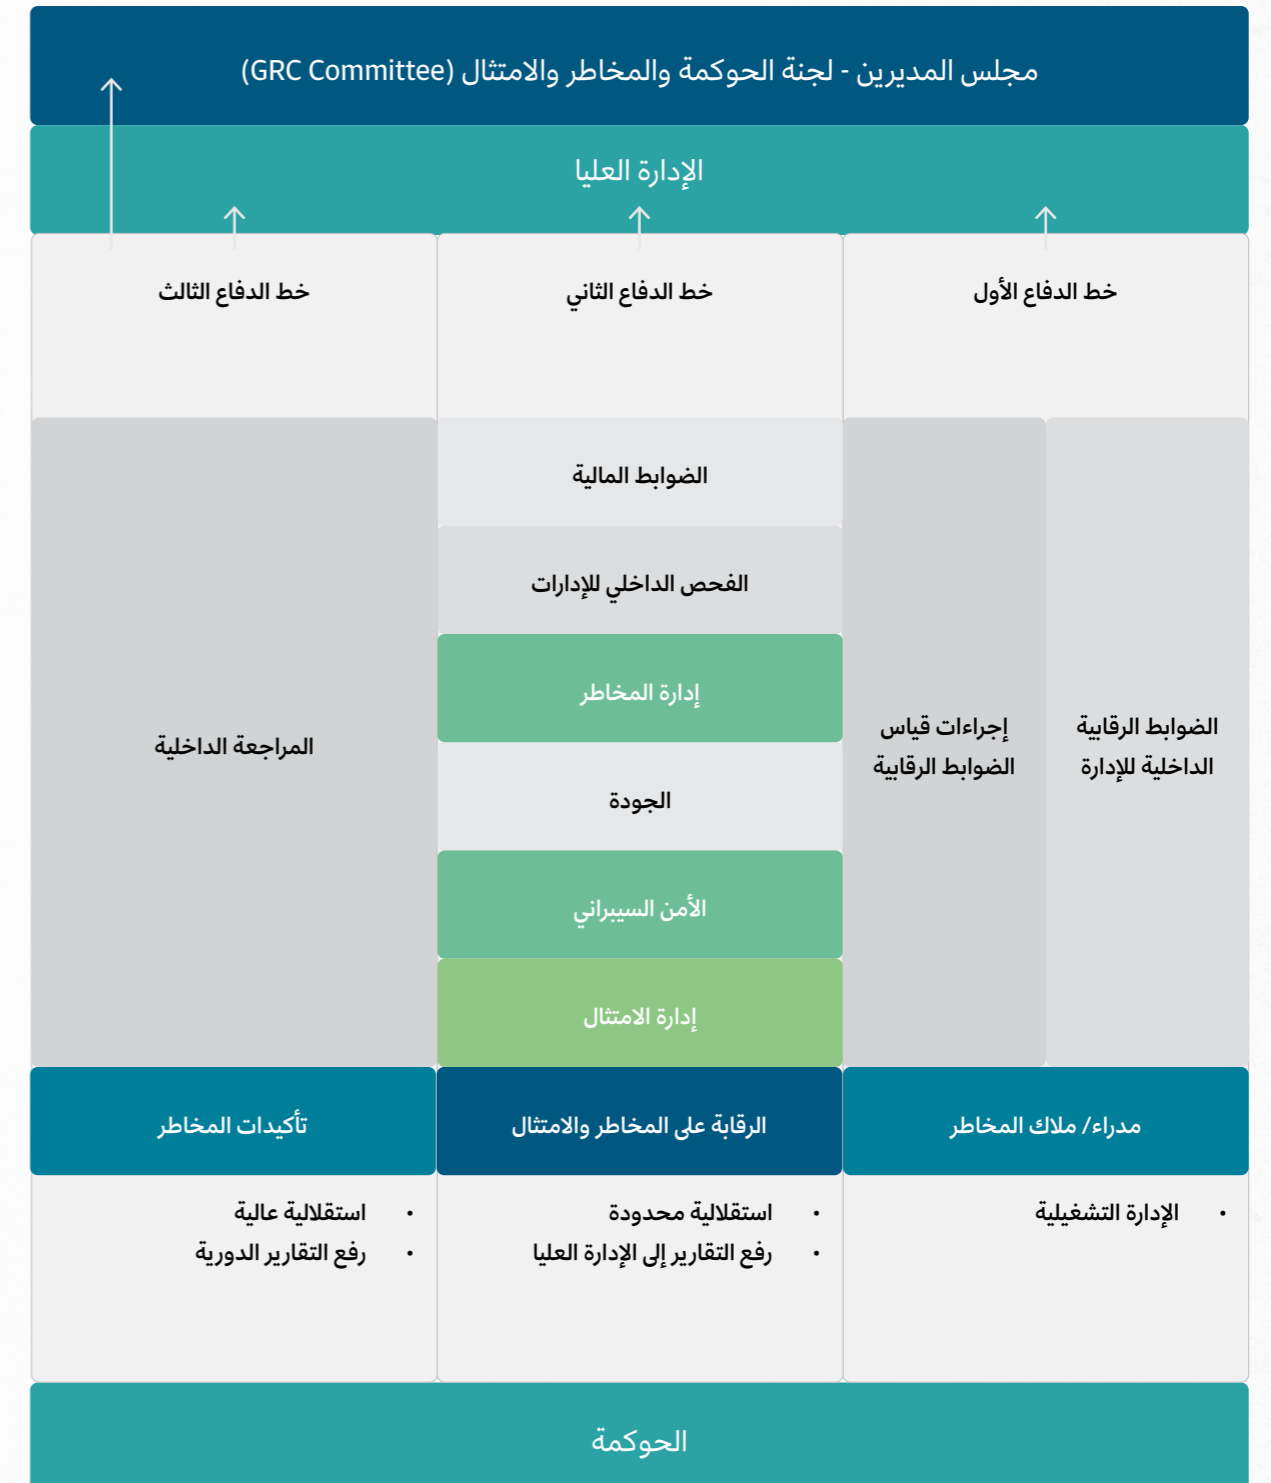 مجلس المديرين - لجنة الحوكمة والمخاطر والامتثال (GRC Committee)
الإدارة العليا
خط الدفاع الأول
خط الدفاع الثاني
خط الدفاع الثالث
الضوابط الرقابية
الداخلية للإدارة
إجراءات قياس
الضوابط الرقابية
الضوابط المالية
الفحص الداخلي للإدارات
إدارة المخاطر
الجودة
الأمن السيبراني
إدارة الامتثال
المراجعة الداخلية
مدراء/ ملاك المخاطر
الرقابة على المخاطر والامتثال
تأكيدات المخاطر
• الإدارة التشغيلية
• استقلالية محدودة
• رفع التقارير إلى الإدارة العليا
• استقلالية عالية
• رفع التقارير الدورية
الحوكمة